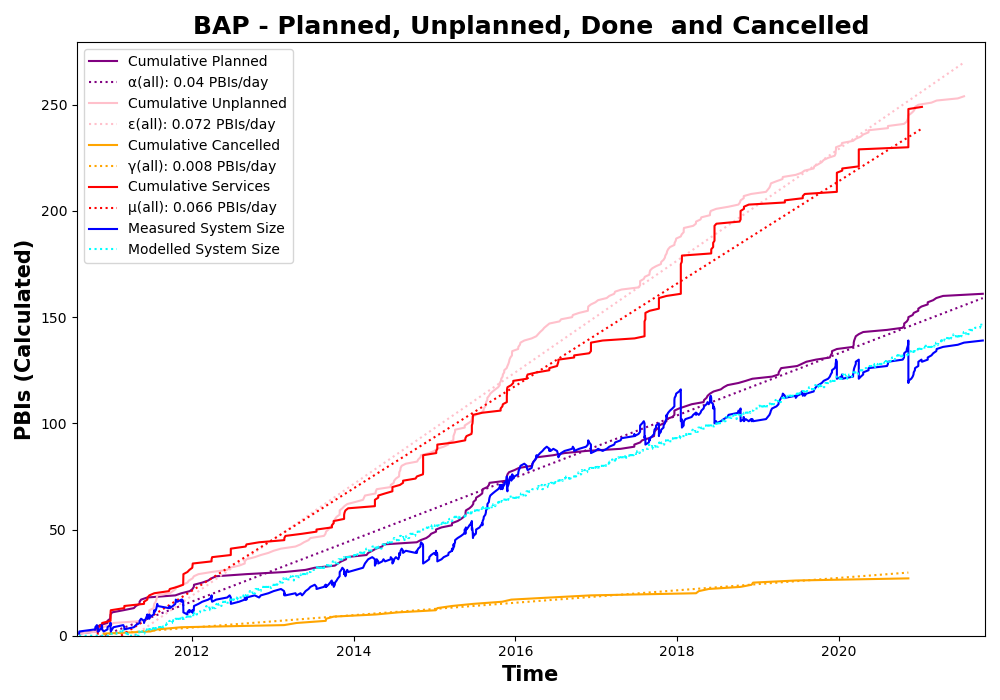 BAP - Planned, Unplanned, Done  and Cancelled
Cumulative Planned
α(all): 0.04 PBIs/day
Cumulative Unplanned
ε(all): 0.072 PBIs/day
Cumulative Cancelled
γ(all): 0.008 PBIs/day
Cumulative Services
μ(all): 0.066 PBIs/day
Measured System Size
Modelled System Size
PBIs (Calculated)
250
200
150
100
50
0
2012 2014 2016 2018 2020
Time